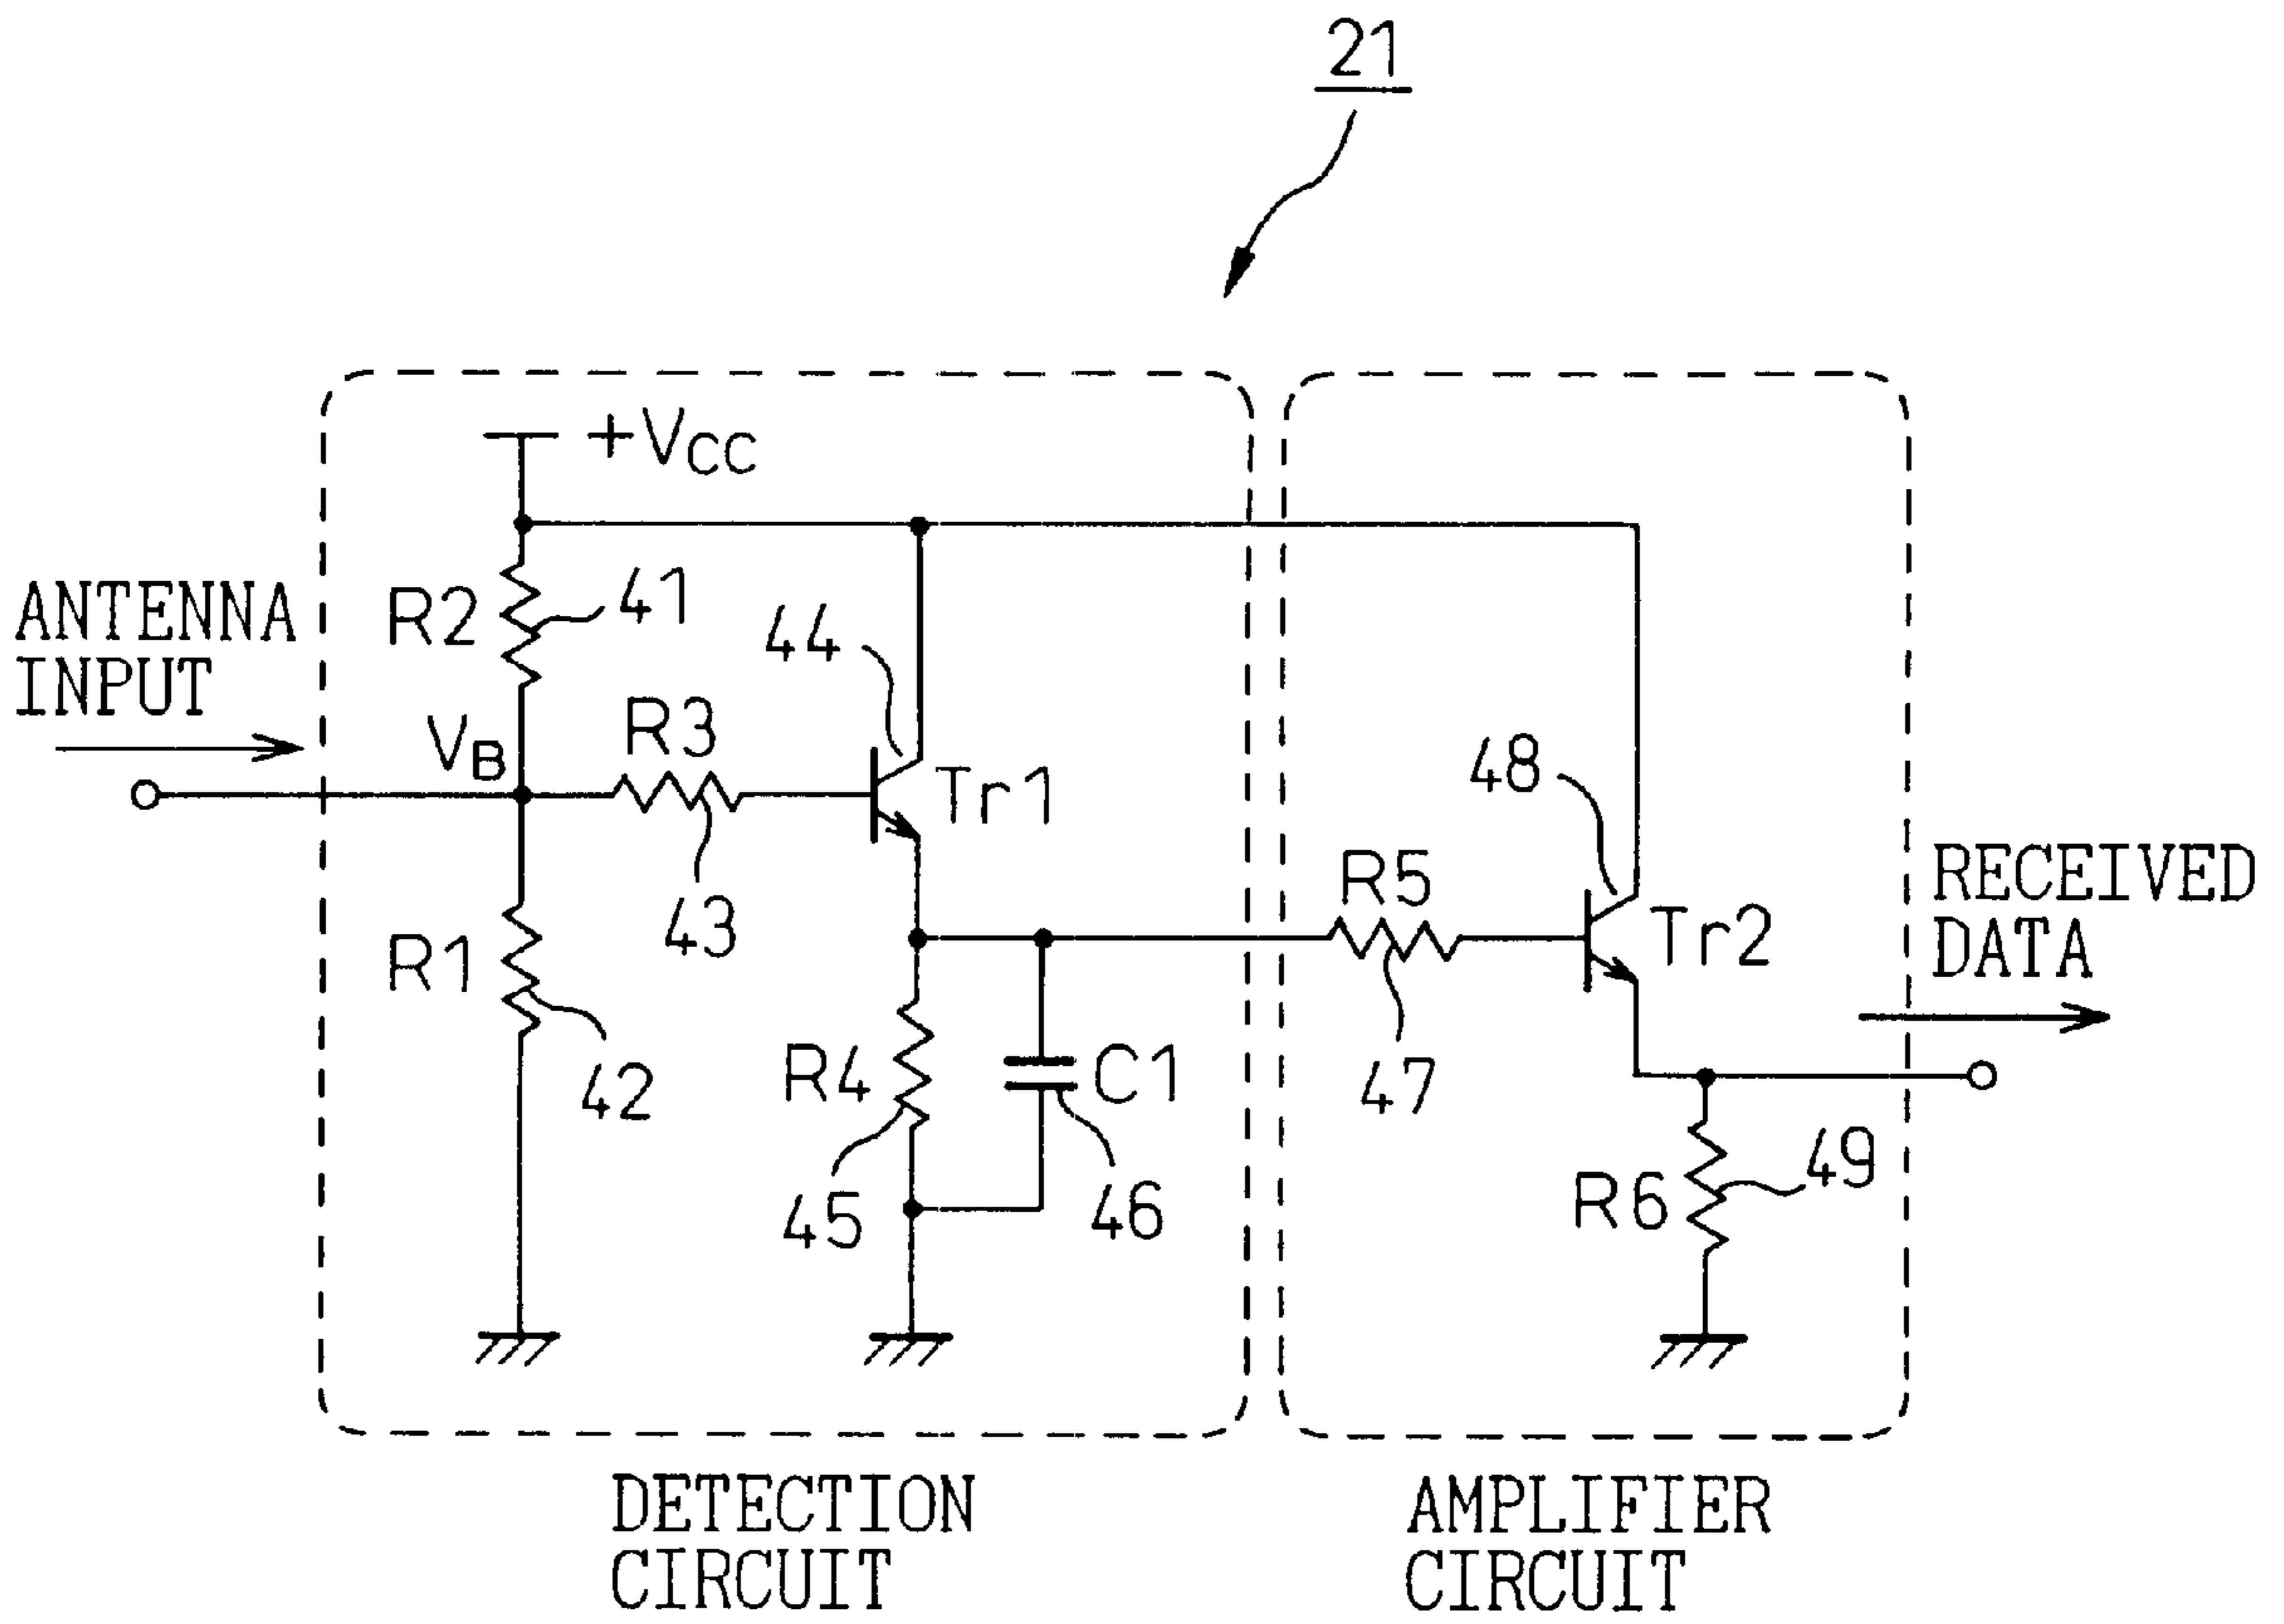 21
+VCC
ANTENNA
INPUT
R2
41
44
VB
R3
Tr1
43
R1
42
R4
45
C1
46
R5
47
48
Tr2
RECEIVED
DATA
R6
49
DETECTION
CIRCUIT
AMPLIFIER
CIRCUIT